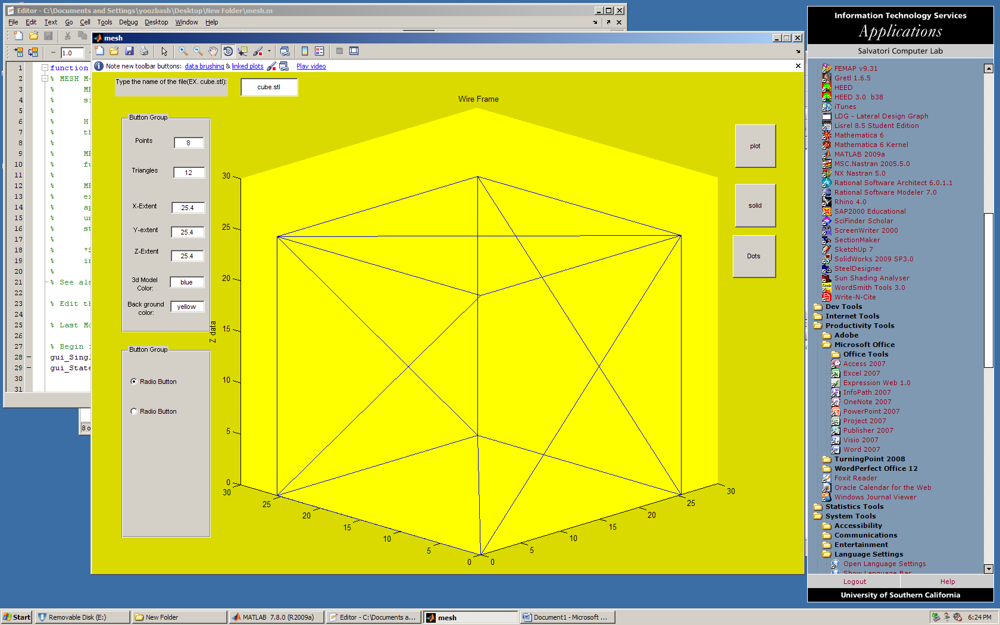 Editor - C:\Documents and Settings\yoozbash\Desktop\New Folder\mesh.m
File Edit Text Go Cell Tools Debug Desktop Window Help
1.0
1 function
2 % MESH M-
3 %
4 %
5 %
6 % H
7 % th
8 %
9 %
10 % fu
11 %
12 %
13 % ex
14 % ap
15 % un
16 % st
17 %
18 % *S
19 % in
20 %
21 % See als
22
23 % Edit th
24
25 % Last Mo
26
27 % Begin i
28 gui_Singl
29 gui_State
30
31
8 o
mesh
Note new toolbar buttons: data brushing & linked plots Play video
Type the name of the file(EX. cube.stl):
cube.stl
Wire Frame
Button Group
Points 8
Triangles 12
X-Extent 25.4
Y-extent 25.4
Z-Extent 25.4
3d Model
Color: blue
Back ground
color: yellow
Button Group
Radio Button
Radio Button
plot
solid
Dots
Z data
30
25
20
15
10
5
0
30
25
20
15
10
5
0
0
5
10
15
20
25
30
Information Technology Services
Applications
Salvatori Computer Lab
FEMAP v9.31
Gretl 1.6.5
HEED
HEED 3.0 b38
iTunes
LDG - Lateral Design Graph
Lisrel 8.5 Student Edition
Mathematica 6
Mathematica 6 Kernel
MATLAB 2009a
MSC.Nastran 2005.5.0
NX Nastran 5.0
Rational Software Architect 6.0.1.1
Rational Software Modeler 7.0
Rhino 4.0
SAP2000 Educational
SciFinder Scholar
ScreenWriter 2000
SectionMaker
SketchUp 7
SolidWorks 2009 SP3.0
SteelDesigner
Sun Shading Analyser
WordSmith Tools 3.0
Write-N-Cite
Dev Tools
Internet Tools
Productivity Tools
Adobe
Microsoft Office
Office Tools
Access 2007
Excel 2007
Expression Web 1.0
InfoPath 2007
OneNote 2007
PowerPoint 2007
Project 2007
Publisher 2007
Visio 2007
Word 2007
TurningPoint 2008
WordPerfect Office 12
Foxit Reader
Oracle Calendar for the Web
Windows Journal Viewer
Statistics Tools
System Tools
Accessibility
Communications
Entertainment
Language Settings
Open Language Settings
Show Language Bar
Logout Help
University of Southern California
Start Removable Disk (E:) New Folder MATLAB 7.8.0 (R2009a) Editor - C:\Documents a... mesh Document1 - Microsoft ... 6:24 PM